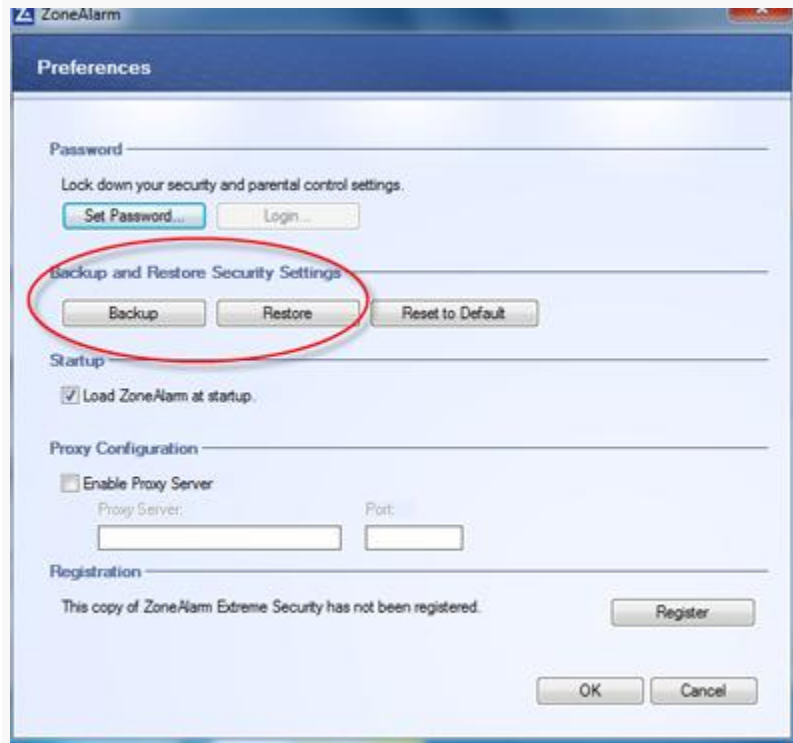 ZoneAlarm
Preferences
Password
Lock down your security and parental control settings.
Set Password... Login...
Backup and Restore Security Settings
Backup Restore Reset to Default
Startup
Load ZoneAlarm at startup.
Proxy Configuration
Enable Proxy Server
Proxy Server: Port:
Registration
This copy of ZoneAlarm Extreme Security has not been registered. Register
OK Cancel